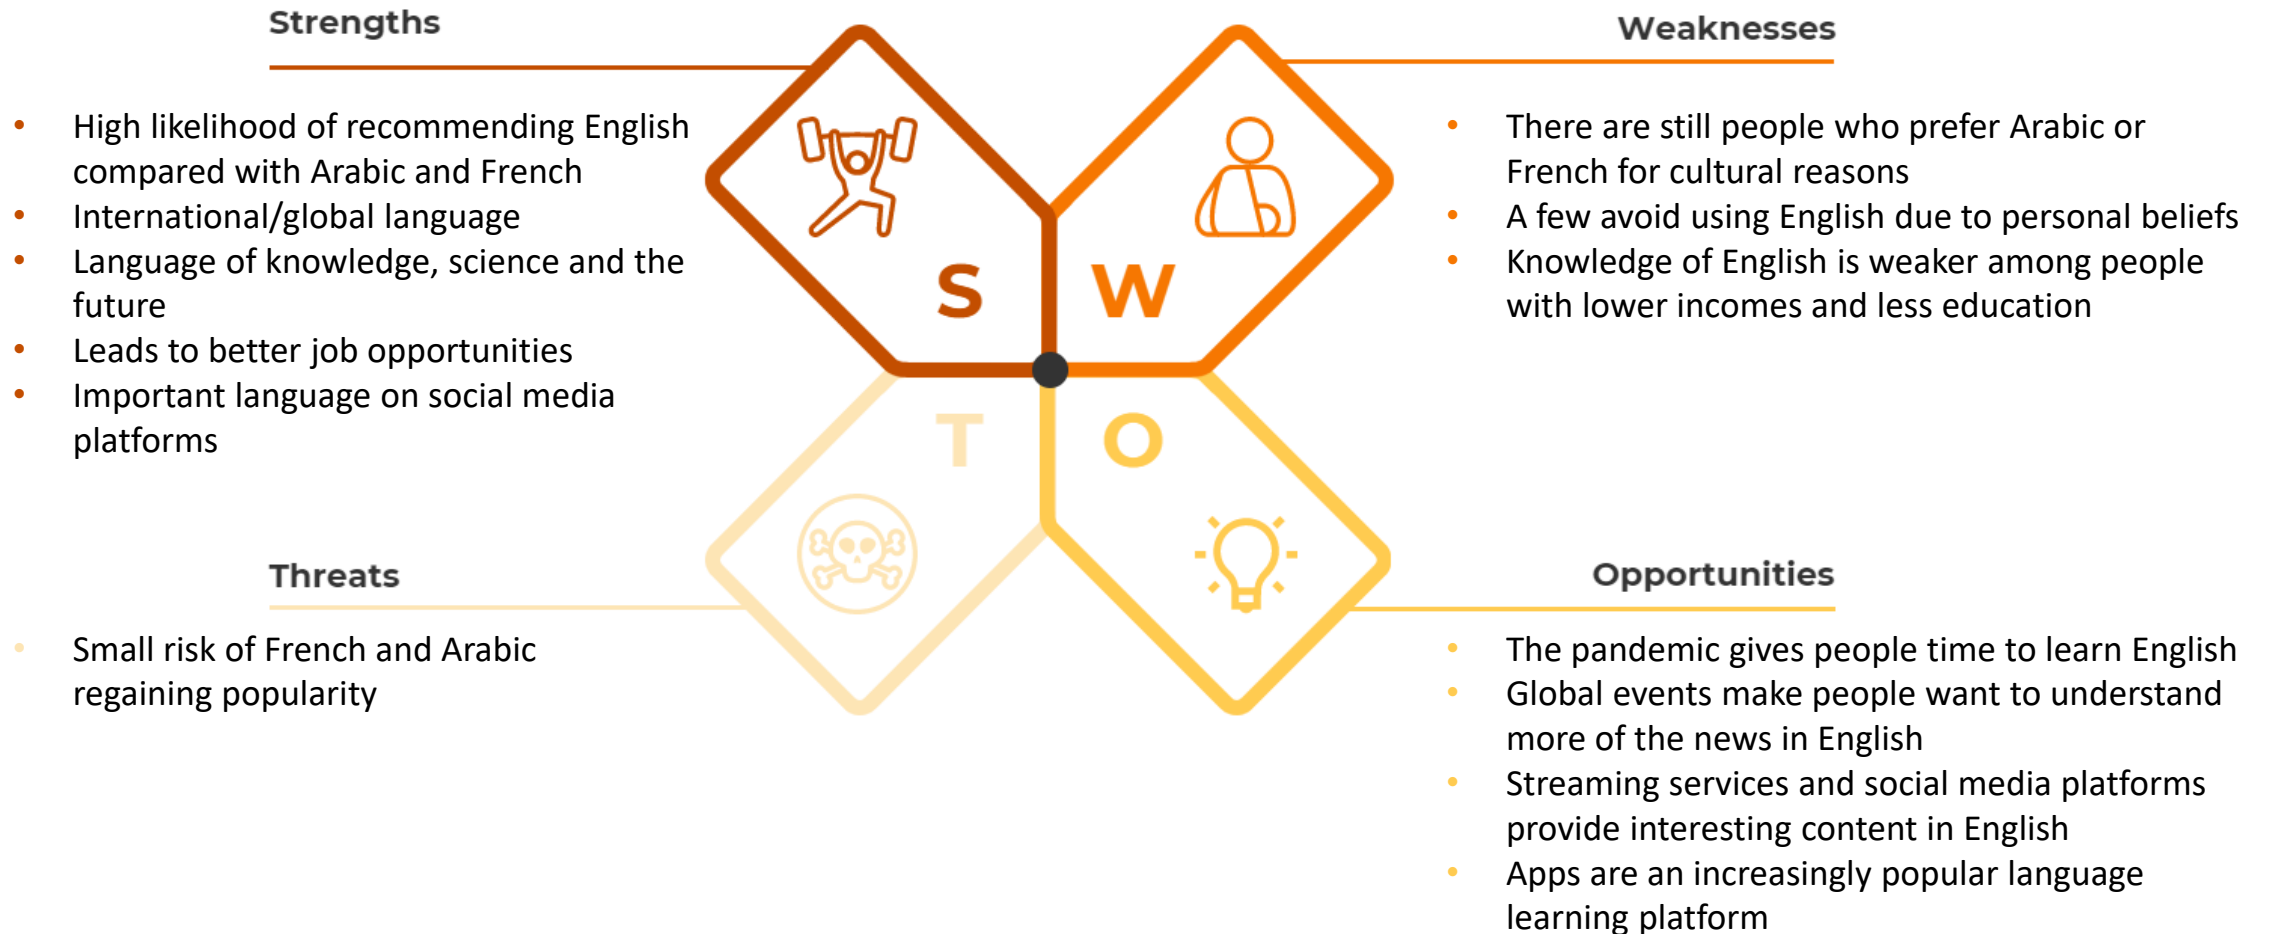 Strengths
• High likelihood of recommending English
compared with Arabic and French
• International/global language
• Language of knowledge, science and the
future
• Leads to better job opportunities
• Important language on social media
platforms
Weaknesses
• There are still people who prefer Arabic or
French for cultural reasons
• A few avoid using English due to personal beliefs
• Knowledge of English is weaker among people
with lower incomes and less education
S
W
T
O
Threats
• Small risk of French and Arabic
regaining popularity
Opportunities
• The pandemic gives people time to learn English
• Global events make people want to understand
more of the news in English
• Streaming services and social media platforms
provide interesting content in English
• Apps are an increasingly popular language
learning platform